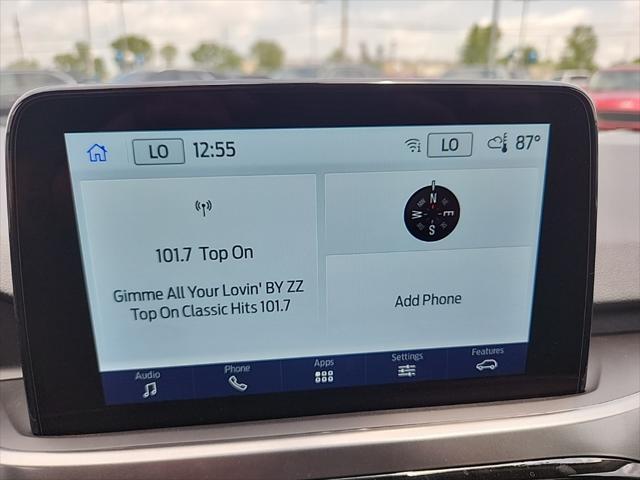 LO 12:55 LO 87°
101.7 Top On
Gimme All Your Lovin' BY ZZ
Top On Classic Hits 101.7
N
W E
S
Add Phone
Audio Phone Apps Settings Features